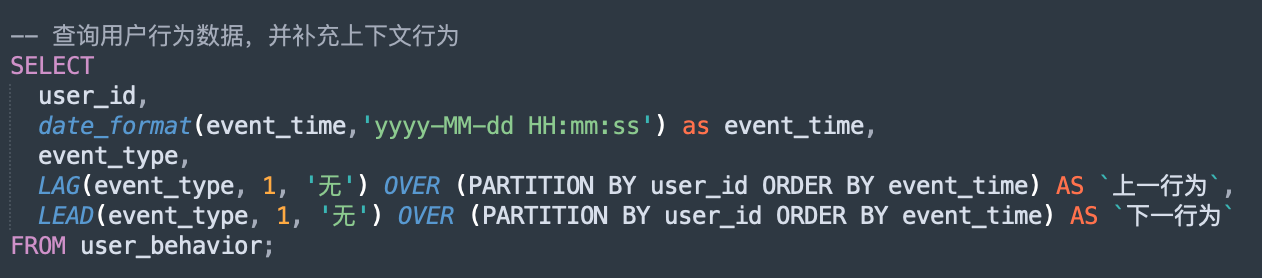 -- 查询用户行为数据，并补充上下文行为
SELECT
user_id,
date_format(event_time,'yyyy-MM-dd HH:mm:ss') as event_time,
event_type,
LAG(event_type, 1, '无') OVER (PARTITION BY user_id ORDER BY event_time) AS `上一行为`,
LEAD(event_type, 1, '无') OVER (PARTITION BY user_id ORDER BY event_time) AS `下一行为`
FROM user_behavior;